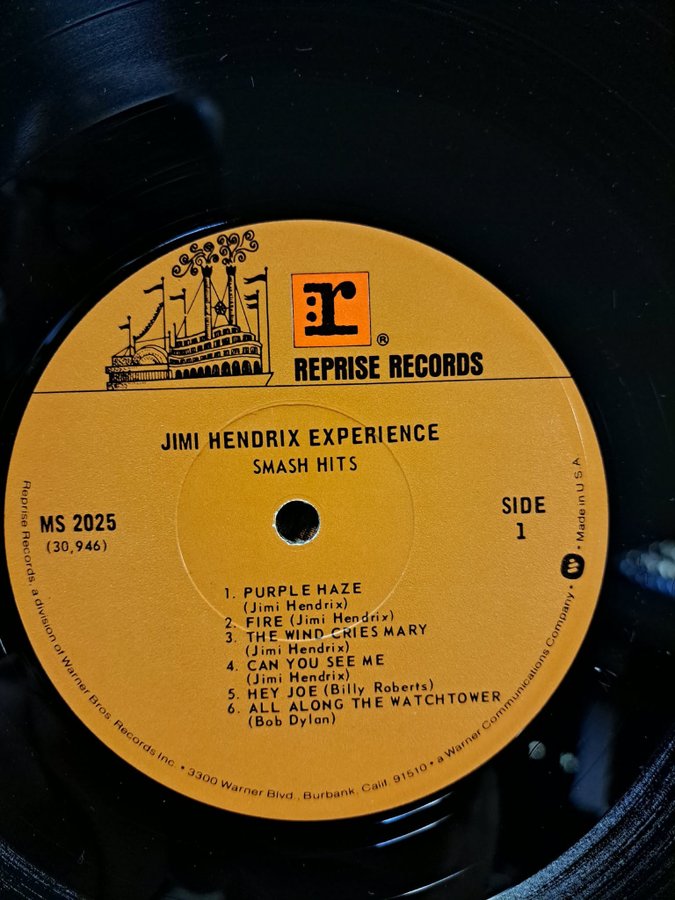 r
®
REPRISE RECORDS
JIMI HENDRIX EXPERIENCE
SMASH HITS
MS 2025
(30,946)
SIDE
1
1. PURPLE HAZE
(Jimi Hendrix)
2. FIRE (Jimi Hendrix)
3. THE WIND CRIES MARY
(Jimi Hendrix)
4. CAN YOU SEE ME
(Jimi Hendrix)
5. HEY JOE (Billy Roberts)
6. ALL ALONG THE WATCHTOWER
(Bob Dylan)
Reprise Records, a division of Warner Bros. Records Inc. • 3300 Warner Blvd., Burbank, Calif. 91510 • a Warner Communications Company • W • Made in U.S.A.